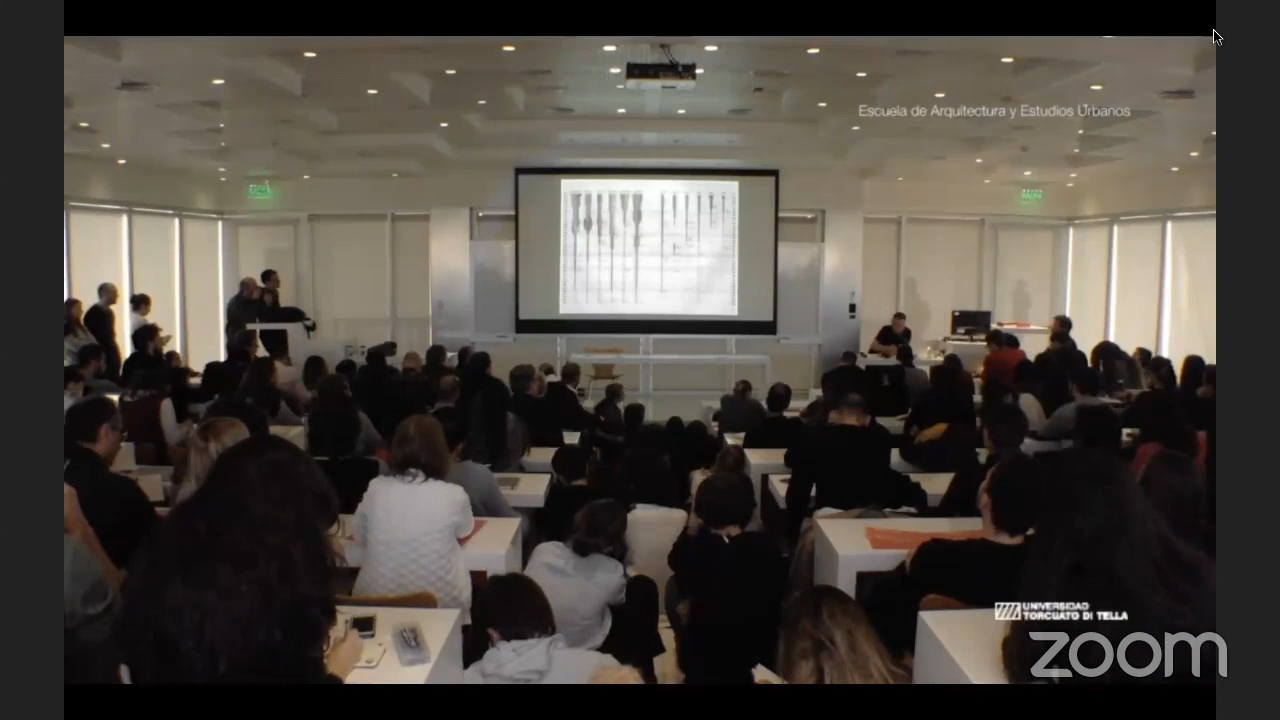 Escuela de Arquitectura y Estudios Urbanos
UNIVERSIDAD
TORCUATO DI TELLA
zoom